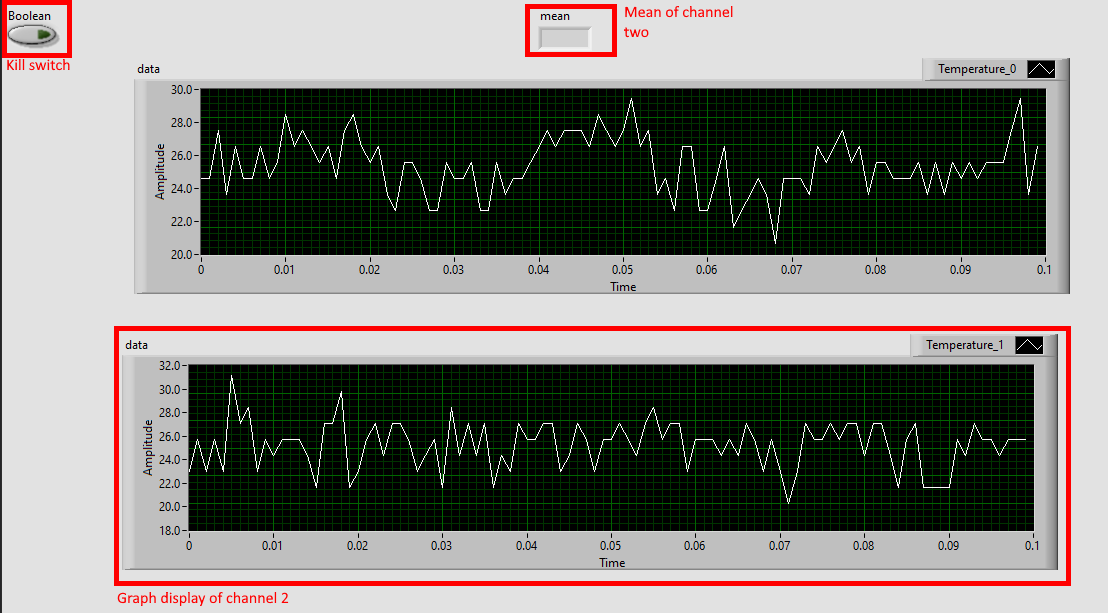 Boolean
Kill switch
mean
Mean of channel
two
data
Temperature_0
30.0
28.0
26.0
24.0
22.0
20.0
Amplitude
0 0.01 0.02 0.03 0.04 0.05 0.06 0.07 0.08 0.09 0.1
Time
data
Temperature_1
32.0
30.0
28.0
26.0
24.0
22.0
20.0
18.0
Amplitude
0 0.01 0.02 0.03 0.04 0.05 0.06 0.07 0.08 0.09 0.1
Time
Graph display of channel 2